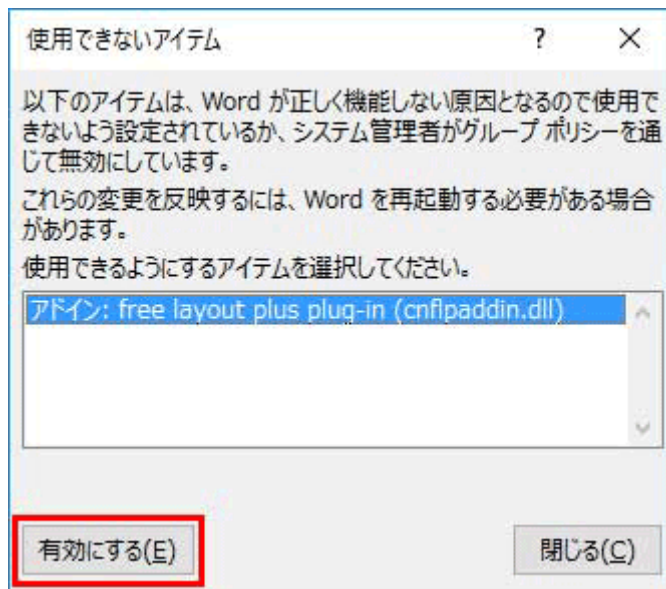 使用できないアイテム
以下のアイテムは、Word が正しく機能しない原因となるので使用で
きないよう設定されているか、システム管理者がグループ ポリシーを通
じて無効にしています。
これらの変更を反映するには、Word を再起動する必要がある場合
があります。
使用できるようにするアイテムを選択してください。
アドイン: free layout plus plug-in (cnflpaddin.dll)
有効にする(E)
閉じる(C)